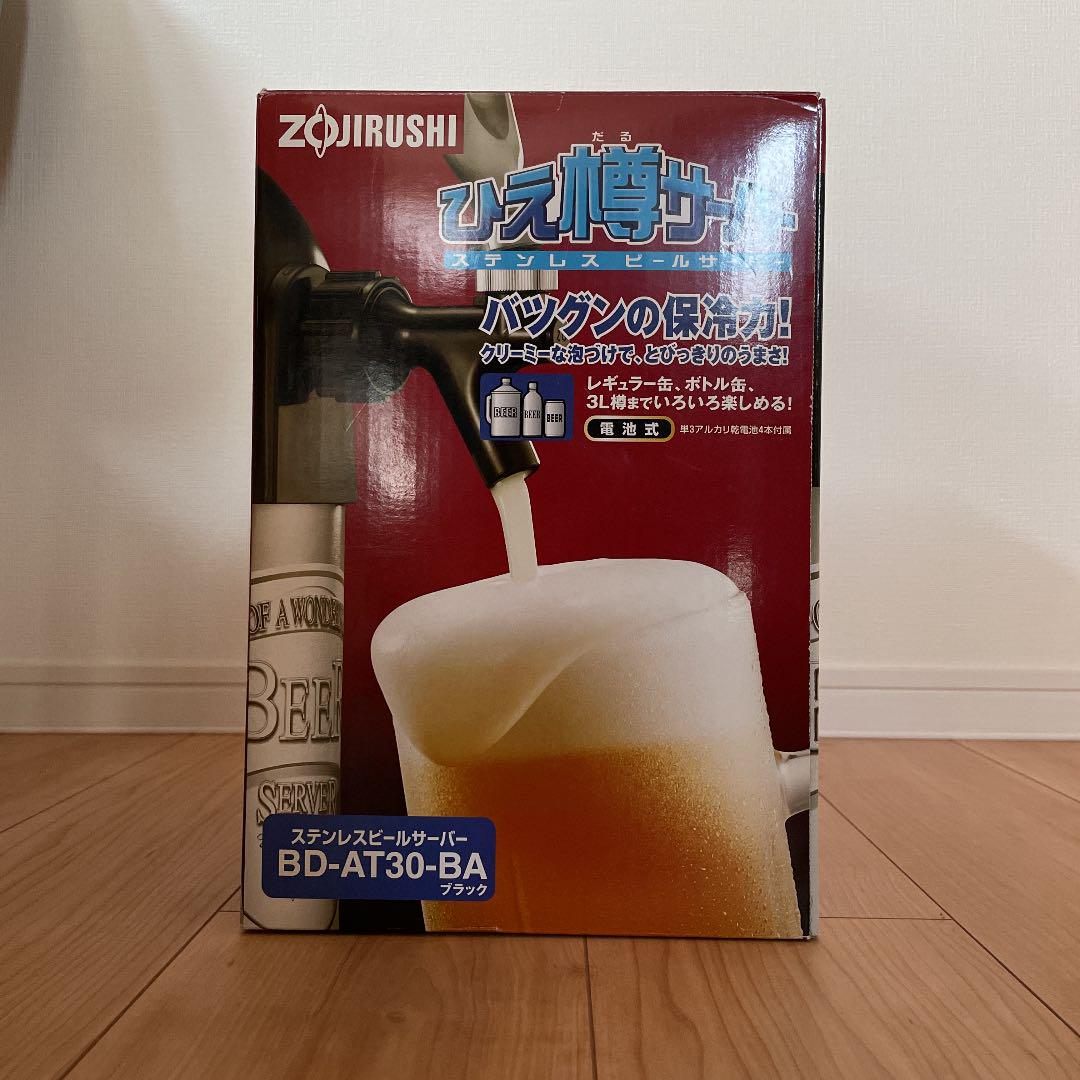 ZOJIRUSHI
だる
ひえ樽サーバー
ステンレス ビールサーバー
バツグンの保冷力!
クリーミーな泡づけで、とびっきりのうまさ!
BEER
BEER
BEER
レギュラー缶、ボトル缶、
3L樽までいろいろ楽しめる!
電池式
単3アルカリ乾電池4本付属
OF A WONDE
BEER
SERVER
ステンレスビールサーバー
BD-AT30-BA
ブラック